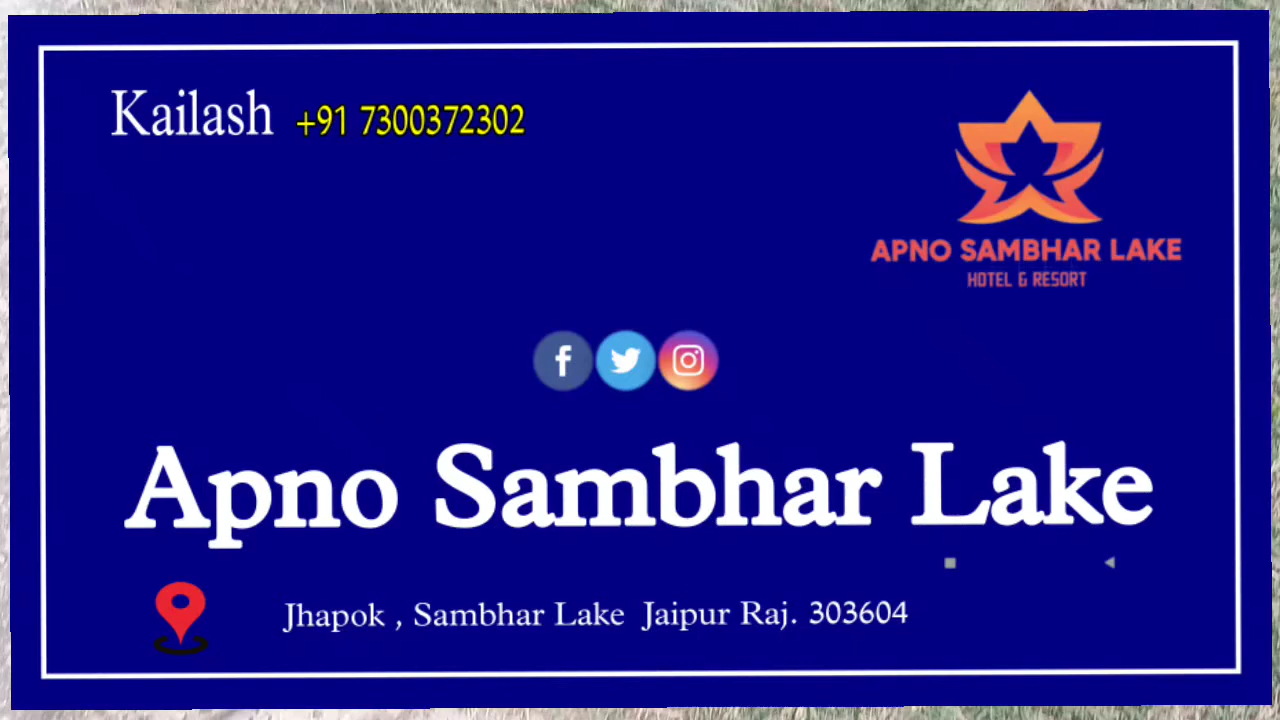 Kailash +91 7300372302
APNO SAMBHAR LAKE
HOTEL & RESORT
Apno Sambhar Lake
Jhapok , Sambhar Lake Jaipur Raj. 303604